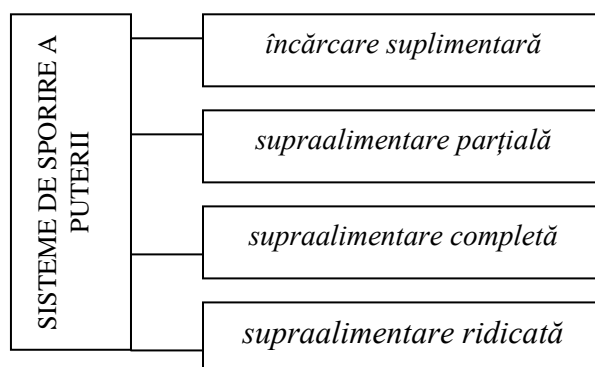 SISTEME DE SPORIRE A
PUTERII
încărcare suplimentară
supraalimentare parțială
supraalimentare completă
supraalimentare ridicată